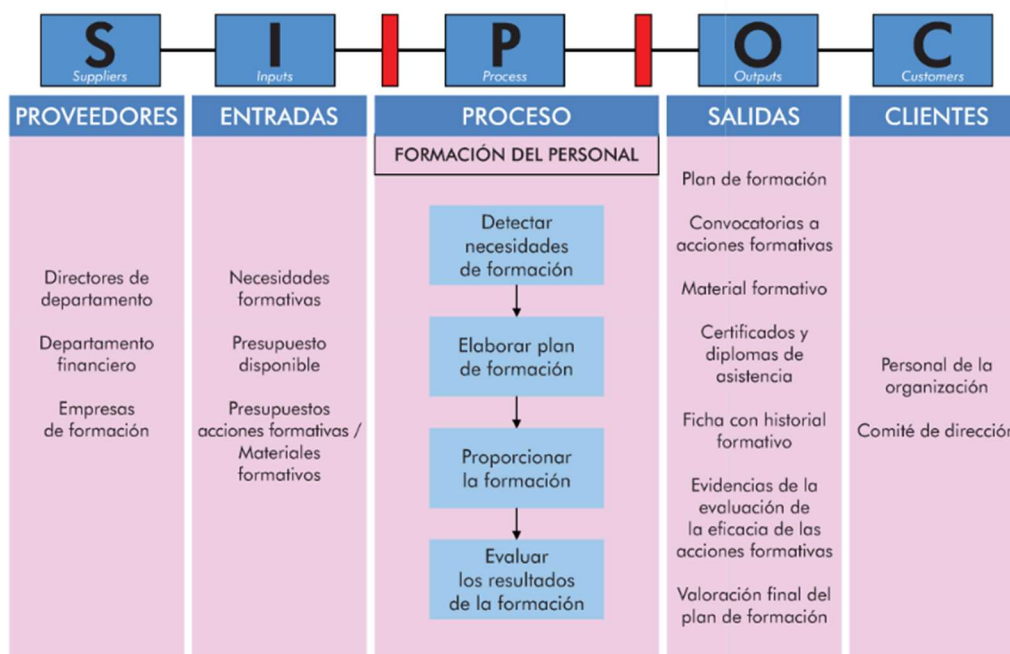 S
Suppliers
I
Inputs
P
Process
O
Outputs
C
Customers
PROVEEDORES
ENTRADAS
PROCESO
SALIDAS
CLIENTES
Directores de
departamento
Departamento
financiero
Empresas
de formación
Necesidades
formativas
Presupuesto
disponible
Presupuestos
acciones formativas /
Materiales
formativos
FORMACIÓN DEL PERSONAL
Detectar
necesidades
de formación
Elaborar plan
de formación
Proporcionar
la formación
Evaluar
los resultados
de la formación
Plan de formación
Convocatorias a
acciones formativas
Material formativo
Certificados y
diplomas de
asistencia
Ficha con historial
formativo
Evidencias de la
evaluación de
la eficacia de las
acciones formativas
Valoración final del
plan de formación
Personal de la
organización
Comité de dirección